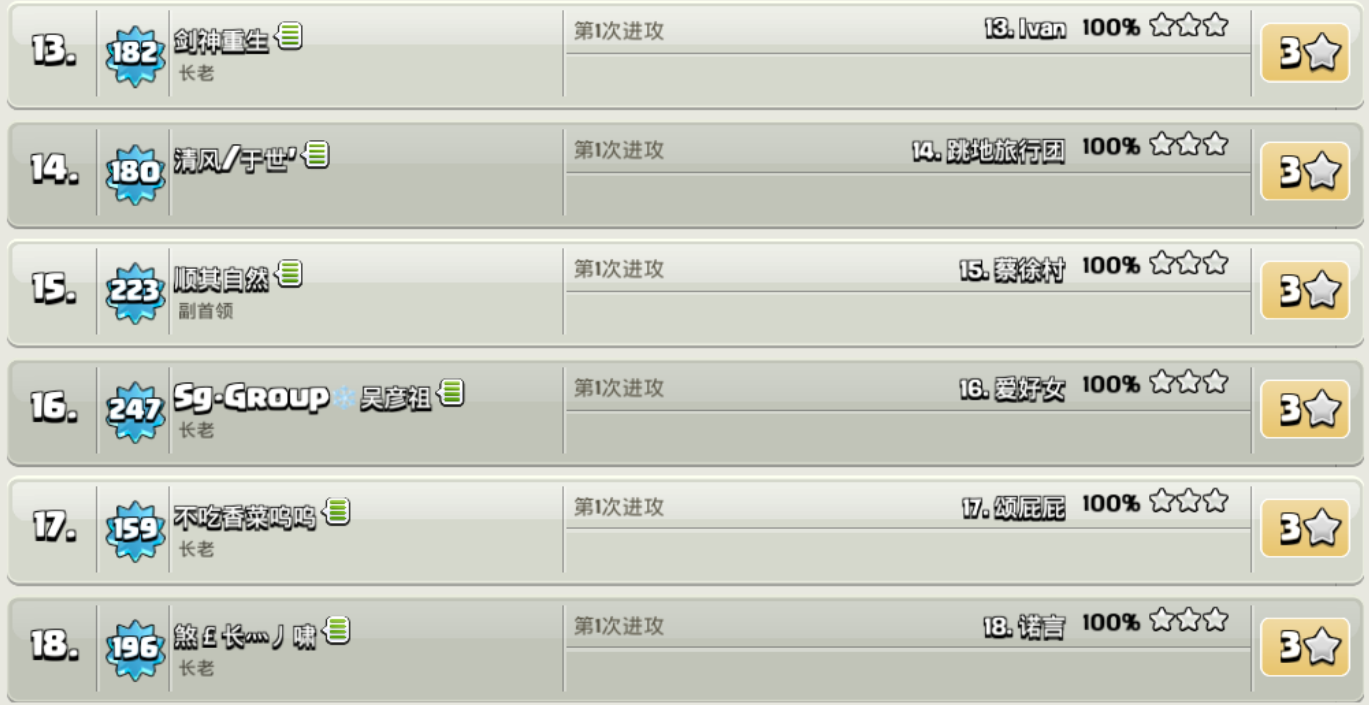 13. 182 剑神重生 第1次进攻 13. Ivan 100% 3
长老
14. 180 清风/于世' 第1次进攻 14. 跳地旅行团 100% 3
15. 223 顺其自然 第1次进攻 15. 蔡徐村 100% 3
副首领
16. 247 Sg·Group 吴彦祖 第1次进攻 16. 爱好女 100% 3
长老
17. 159 不吃香菜呜呜 第1次进攻 17. 颂屁屁 100% 3
长老
18. 196 煞£长灬丿啸 第1次进攻 18. 诺言 100% 3
长老